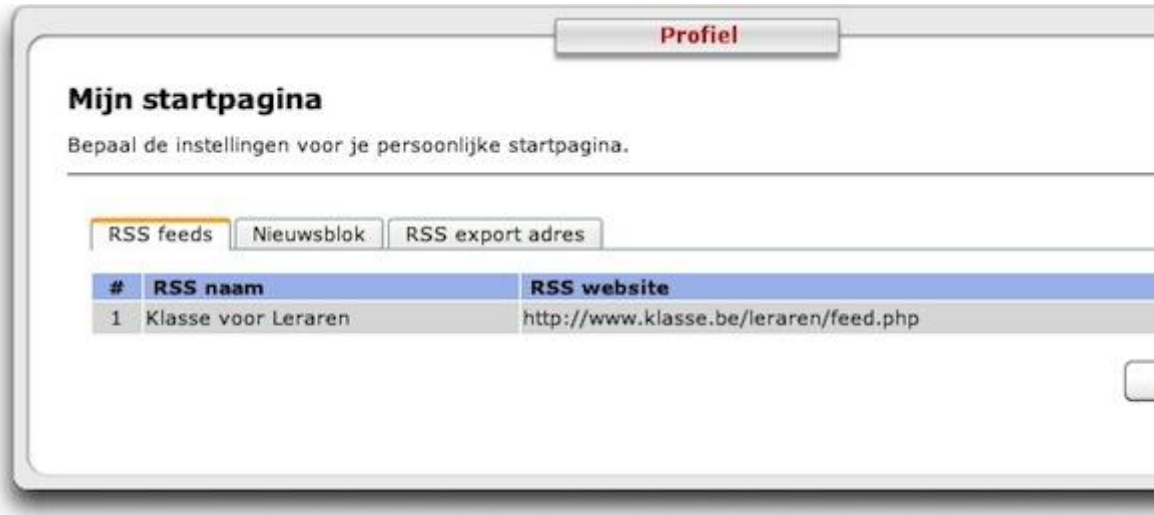 Profiel
Mijn startpagina
Bepaal de instellingen voor je persoonlijke startpagina.
RSS feeds Nieuwsblok RSS export adres
# RSS naam RSS website
1 Klasse voor Leraren http://www.klasse.be/leraren/feed.php